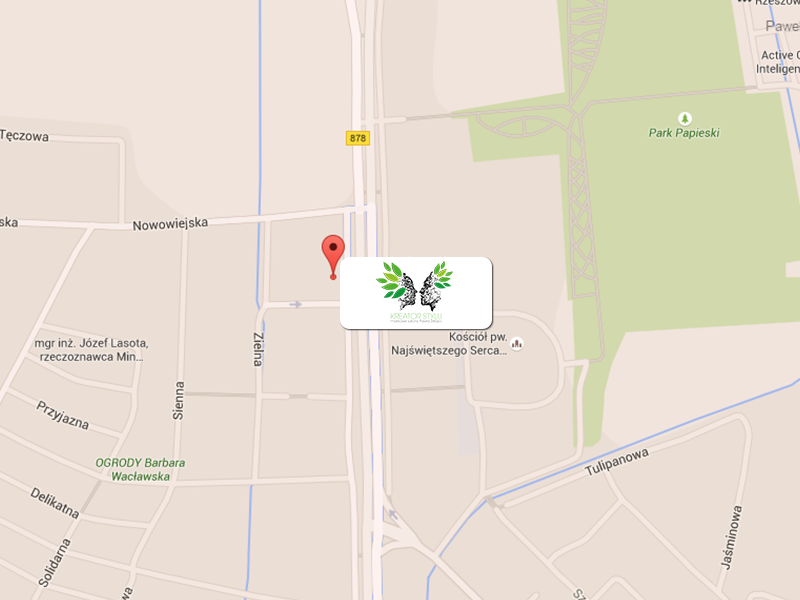 Rzeszów
Pawe
Active
Inteligen
878
Park Papieski
Tęczowa
ska
Nowowiejska
KREATOR STYLU
Kościół pw.
Najświętszego Serca...
mgr inż. Józef Lasota,
rzeczoznawca Min...
Zielna
Sienna
Przyjazna
OGRODY Barbara
Wacławska
Tulipanowa
Delikatna
Jaśminowa
Solidarna
wa